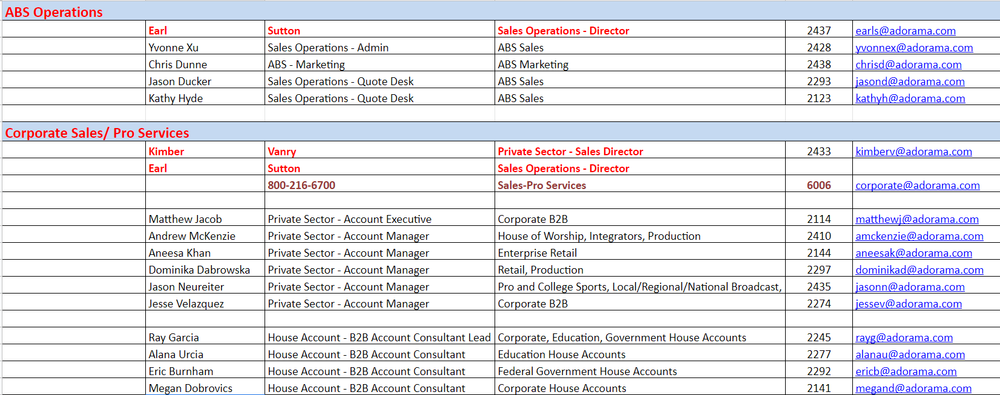 ABS Operations
Earl Sutton Sales Operations - Director 2437 earls@adorama.com
Yvonne Xu Sales Operations - Admin ABS Sales 2428 yvonnex@adorama.com
Chris Dunne ABS - Marketing ABS Marketing 2438 chrisd@adorama.com
Jason Ducker Sales Operations - Quote Desk ABS Sales 2293 jasond@adorama.com
Kathy Hyde Sales Operations - Quote Desk ABS Sales 2123 kathyh@adorama.com
Corporate Sales/ Pro Services
Kimber Vanry Private Sector - Sales Director 2433 kimberv@adorama.com
Earl Sutton Sales Operations - Director
800-216-6700 Sales-Pro Services 6006 corporate@adorama.com
Matthew Jacob Private Sector - Account Executive Corporate B2B 2114 matthewj@adorama.com
Andrew McKenzie Private Sector - Account Manager House of Worship, Integrators, Production 2410 amckenzie@adorama.com
Aneesa Khan Private Sector - Account Manager Enterprise Retail 2144 aneesak@adorama.com
Dominika Dabrowska Private Sector - Account Manager Retail, Production 2297 dominikad@adorama.com
Jason Neureiter Private Sector - Account Manager Pro and College Sports, Local/Regional/National Broadcast, 2435 jasonn@adorama.com
Jesse Velazquez Private Sector - Account Manager Corporate B2B 2274 jessev@adorama.com
Ray Garcia House Account - B2B Account Consultant Lead Corporate, Education, Government House Accounts 2245 rayg@adorama.com
Alana Urcia House Account - B2B Account Consultant Education House Accounts 2277 alanau@adorama.com
Eric Burnham House Account - B2B Account Consultant Federal Government House Accounts 2292 ericb@adorama.com
Megan Dobrovics House Account - B2B Account Consultant Corporate House Accounts 2141 megand@adorama.com